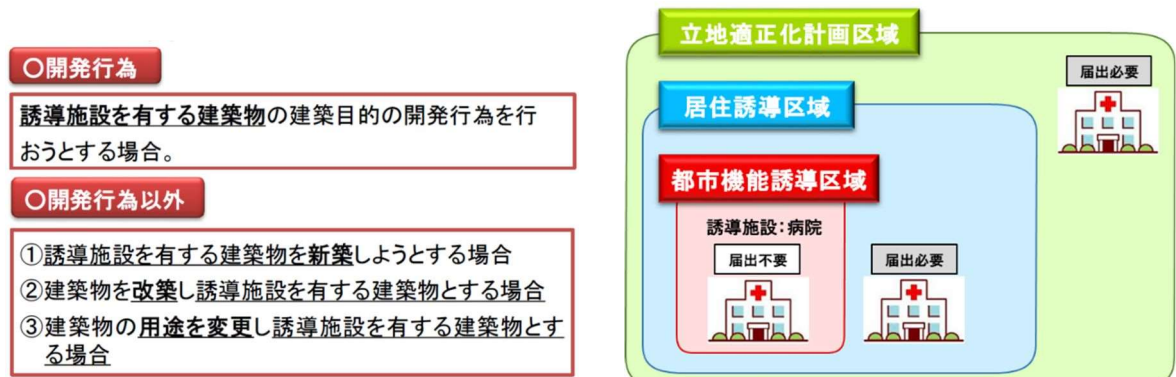 〇開発行為
誘導施設を有する建築物の建築目的の開発行為を行
おうとする場合。
〇開発行為以外
①誘導施設を有する建築物を新築しようとする場合
②建築物を改築し誘導施設を有する建築物とする場合
③建築物の用途を変更し誘導施設を有する建築物とす
る場合
立地適正化計画区域
届出必要
居住誘導区域
都市機能誘導区域
誘導施設：病院
届出不要
届出必要